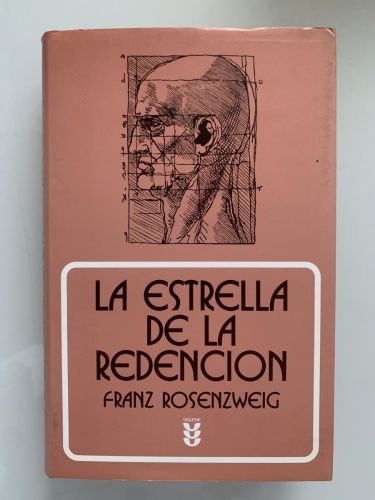 LA ESTRELLA
DE LA
REDENCION
FRANZ ROSENZWEIG